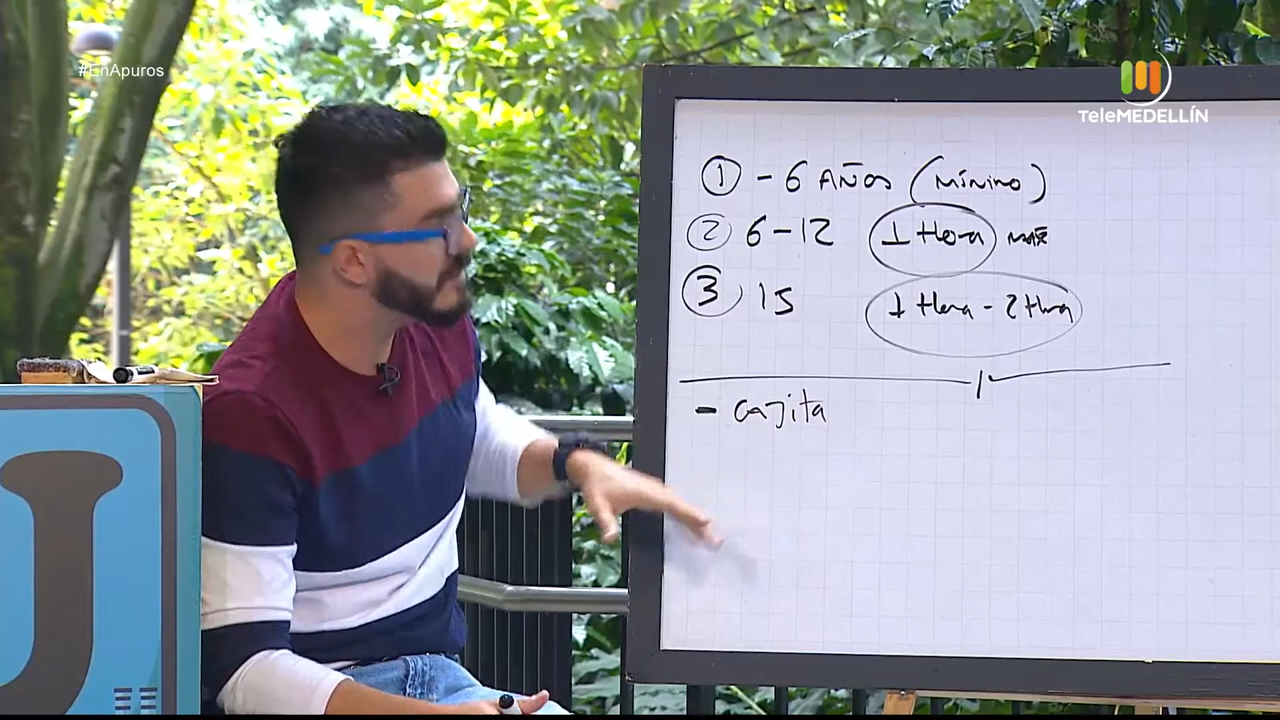 #EnApuros
TeleMEDELLÍN
1 - 6 AÑOS (mínimo)
2 6-12 1 Hora max
3 15 1 Hora - 2 Hora
- cajita
J